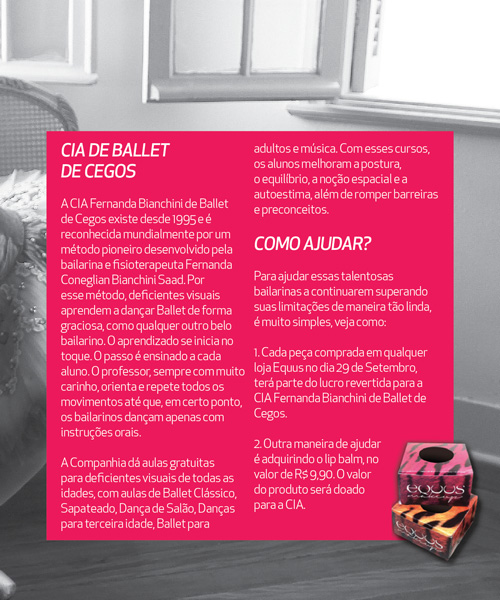 CIA DE BALLET
DE CEGOS
A CIA Fernanda Bianchini de Ballet
de Cegos existe desde 1995 e é
reconhecida mundialmente por um
método pioneiro desenvolvido pela
bailarina e fisioterapeuta Fernanda
Coneglian Bianchini Saad. Por
esse método, deficientes visuais
aprendem a dançar Ballet de forma
graciosa, como qualquer outro belo
bailarino. O aprendizado se inicia no
toque. O passo é ensinado a cada
aluno. O professor, sempre com muito
carinho, orienta e repete todos os
movimentos até que, em certo ponto,
os bailarinos dançam apenas com
instruções orais.
A Companhia dá aulas gratuitas
para deficientes visuais de todas as
idades, com aulas de Ballet Clássico,
Sapateado, Dança de Salão, Danças
para terceira idade, Ballet para
adultos e música. Com esses cursos,
os alunos melhoram a postura,
o equilíbrio, a noção espacial e a
autoestima, além de romper barreiras
e preconceitos.
COMO AJUDAR?
Para ajudar essas talentosas
bailarinas a continuarem superando
suas limitações de maneira tão linda,
é muito simples, veja como:
1. Cada peça comprada em qualquer
loja Equus no dia 29 de Setembro,
terá parte do lucro revertida para a
CIA Fernanda Bianchini de Ballet de
Cegos.
2. Outra maneira de ajudar
é adquirindo o lip balm, no
valor de R$ 9,90. O valor
do produto será doado
para a CIA.
equus
equus